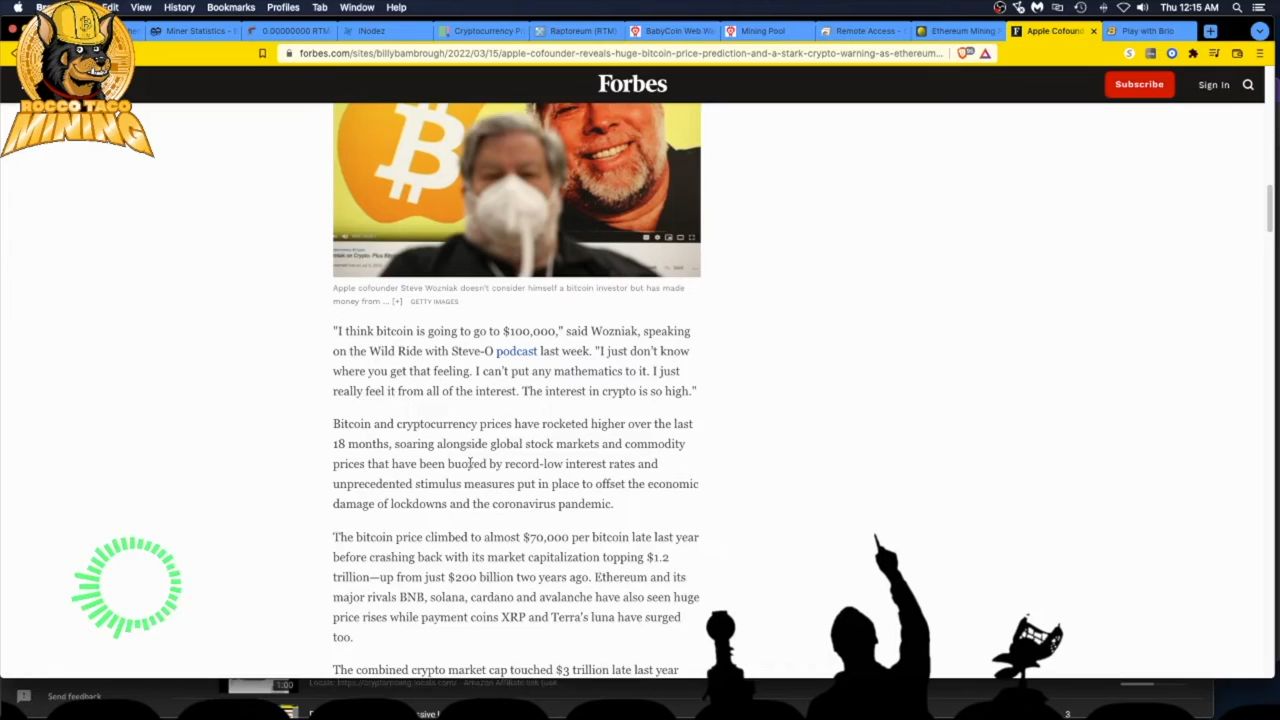 View History Bookmarks Profiles Tab Window Help Thu 12:15 AM
Miner Statistics - 0.00000000 RTM INodez Cryptocurrency P Raptoreum (RTM) BabyCoin Web Wa Mining Pool Remote Access - Ethereum Mining Apple Cofound Play with Brio
forbes.com/sites/billybambrough/2022/03/15/apple-cofounder-reveals-huge-bitcoin-price-prediction-and-a-stark-crypto-warning-as-ethereum...
Forbes
Subscribe
Sign In
ROCCO TACO
MINING
Apple cofounder Steve Wozniak doesn't consider himself a bitcoin investor but has made
money from ... [+] GETTY IMAGES
"I think bitcoin is going to go to $100,000," said Wozniak, speaking
on the Wild Ride with Steve-O podcast last week. "I just don't know
where you get that feeling. I can't put any mathematics to it. I just
really feel it from all of the interest. The interest in crypto is so high."
Bitcoin and cryptocurrency prices have rocketed higher over the last
18 months, soaring alongside global stock markets and commodity
prices that have been buoyed by record-low interest rates and
unprecedented stimulus measures put in place to offset the economic
damage of lockdowns and the coronavirus pandemic.
The bitcoin price climbed to almost $70,000 per bitcoin late last year
before crashing back with its market capitalization topping $1.2
trillion—up from just $200 billion two years ago. Ethereum and its
major rivals BNB, solana, cardano and avalanche have also seen huge
price rises while payment coins XRP and Terra's luna have surged
too.
The combined crypto market cap touched $3 trillion late last year
1:00
Send feedback
3